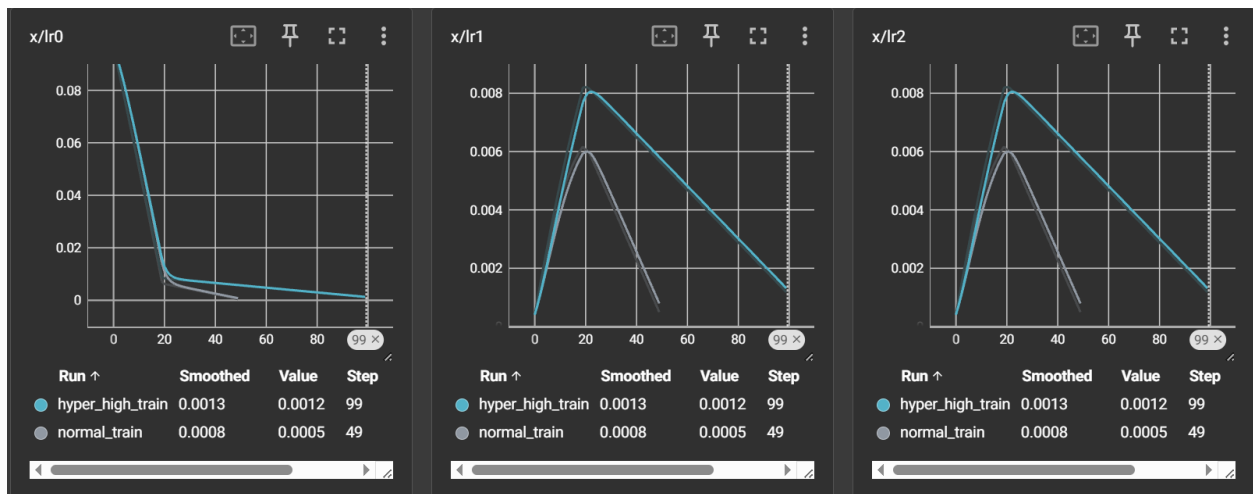 x/lr0
0.08
0.06
0.04
0.02
0
0 20 40 60 80 99 ×
Run ↑ Smoothed Value Step
hyper_high_train 0.0013 0.0012 99
normal_train 0.0008 0.0005 49
x/lr1
0.008
0.006
0.004
0.002
0 20 40 60 80 99 ×
Run ↑ Smoothed Value Step
hyper_high_train 0.0013 0.0012 99
normal_train 0.0008 0.0005 49
x/lr2
0.008
0.006
0.004
0.002
0 20 40 60 80 99 ×
Run ↑ Smoothed Value Step
hyper_high_train 0.0013 0.0012 99
normal_train 0.0008 0.0005 49